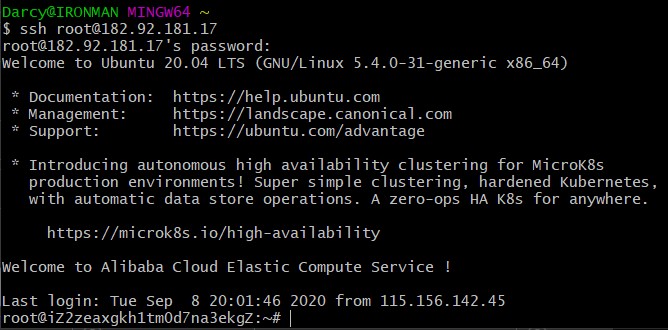 Darcy@IRONMAN MINGW64 ~
$ ssh root@182.92.181.17
root@182.92.181.17's password:
Welcome to Ubuntu 20.04 LTS (GNU/Linux 5.4.0-31-generic x86_64)
* Documentation:  https://help.ubuntu.com
* Management:     https://landscape.canonical.com
* Support:        https://ubuntu.com/advantage
* Introducing autonomous high availability clustering for MicroK8s
production environments! Super simple clustering, hardened Kubernetes,
with automatic data store operations. A zero-ops HA K8s for anywhere.
https://microk8s.io/high-availability
Welcome to Alibaba Cloud Elastic Compute Service !
Last login: Tue Sep  8 20:01:46 2020 from 115.156.142.45
root@iZ2zeaxgkh1tm0d7na3ekgZ:~#